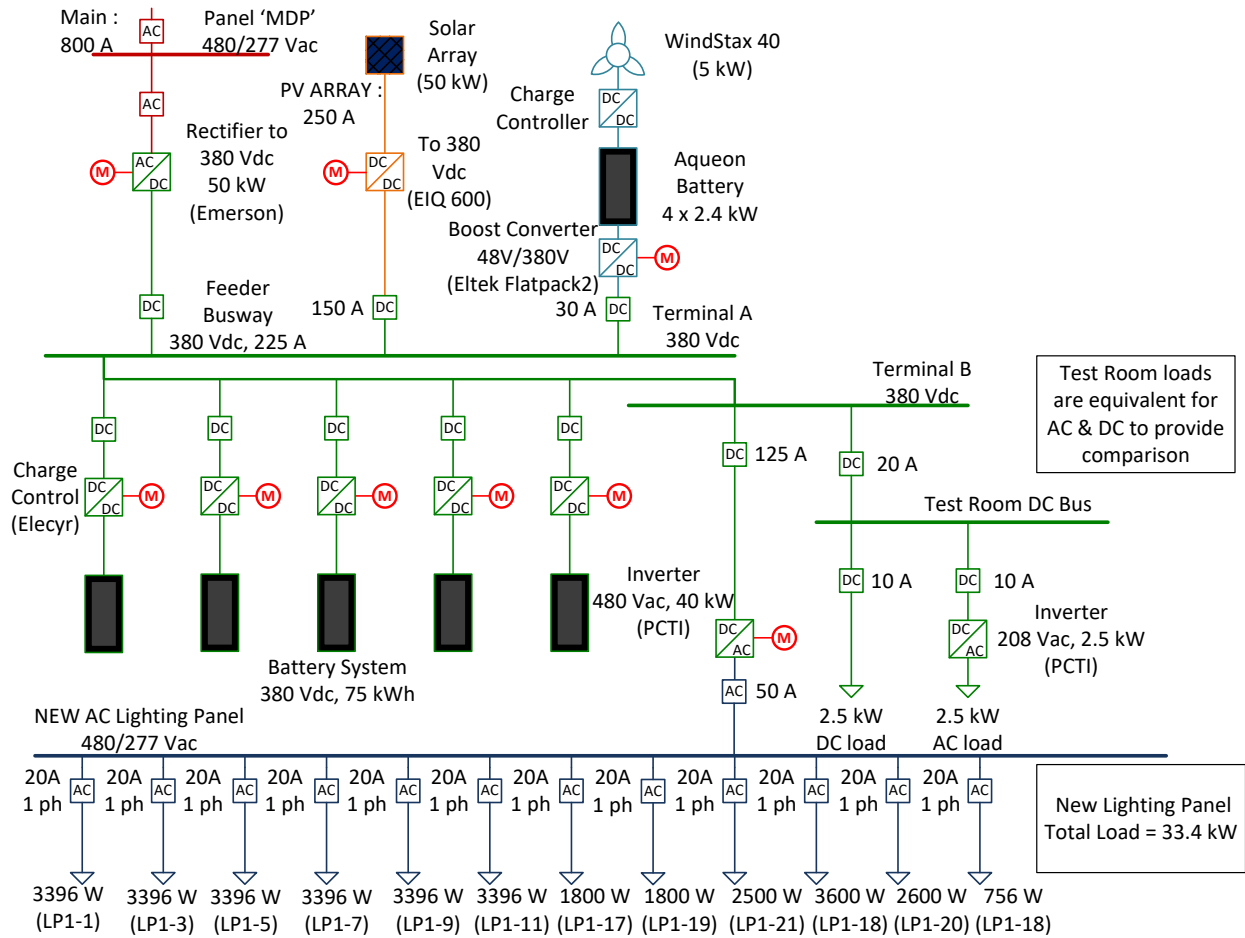 Main :
800 A
AC
Panel ‘MDP’
480/277 Vac
AC
Solar
Array
(50 kW)
PV ARRAY :
250 A
WindStax 40
(5 kW)
Charge
Controller
DC
DC
Rectifier to
380 Vdc
50 kW
(Emerson)
M
AC
DC
To 380
Vdc
(EIQ 600)
M
DC
DC
Aqueon
Battery
4 x 2.4 kW
Boost Converter
48V/380V
(Eltek Flatpack2)
DC
DC
M
DC
Feeder
Busway
380 Vdc, 225 A
150 A
DC
30 A
DC
Terminal A
380 Vdc
Terminal B
380 Vdc
Test Room loads
are equivalent for
AC & DC to provide
comparison
DC
DC
DC
DC
DC
DC
125 A
DC
20 A
Charge
Control
(Elecyr)
DC
DC
M
DC
DC
M
DC
DC
M
DC
DC
M
DC
DC
M
Test Room DC Bus
DC
10 A
DC
10 A
Inverter
480 Vac, 40 kW
(PCTI)
DC
AC
M
Inverter
208 Vac, 2.5 kW
(PCTI)
DC
AC
Battery System
380 Vdc, 75 kWh
AC
50 A
2.5 kW
DC load
2.5 kW
AC load
NEW AC Lighting Panel
480/277 Vac
20A
1 ph
AC
20A
1 ph
AC
20A
1 ph
AC
20A
1 ph
AC
20A
1 ph
AC
20A
1 ph
AC
20A
1 ph
AC
20A
1 ph
AC
20A
1 ph
AC
20A
1 ph
AC
20A
1 ph
AC
20A
1 ph
AC
New Lighting Panel
Total Load = 33.4 kW
3396 W
(LP1-1)
3396 W
(LP1-3)
3396 W
(LP1-5)
3396 W
(LP1-7)
3396 W
(LP1-9)
3396 W
(LP1-11)
1800 W
(LP1-17)
1800 W
(LP1-19)
2500 W
(LP1-21)
3600 W
(LP1-18)
2600 W
(LP1-20)
756 W
(LP1-18)